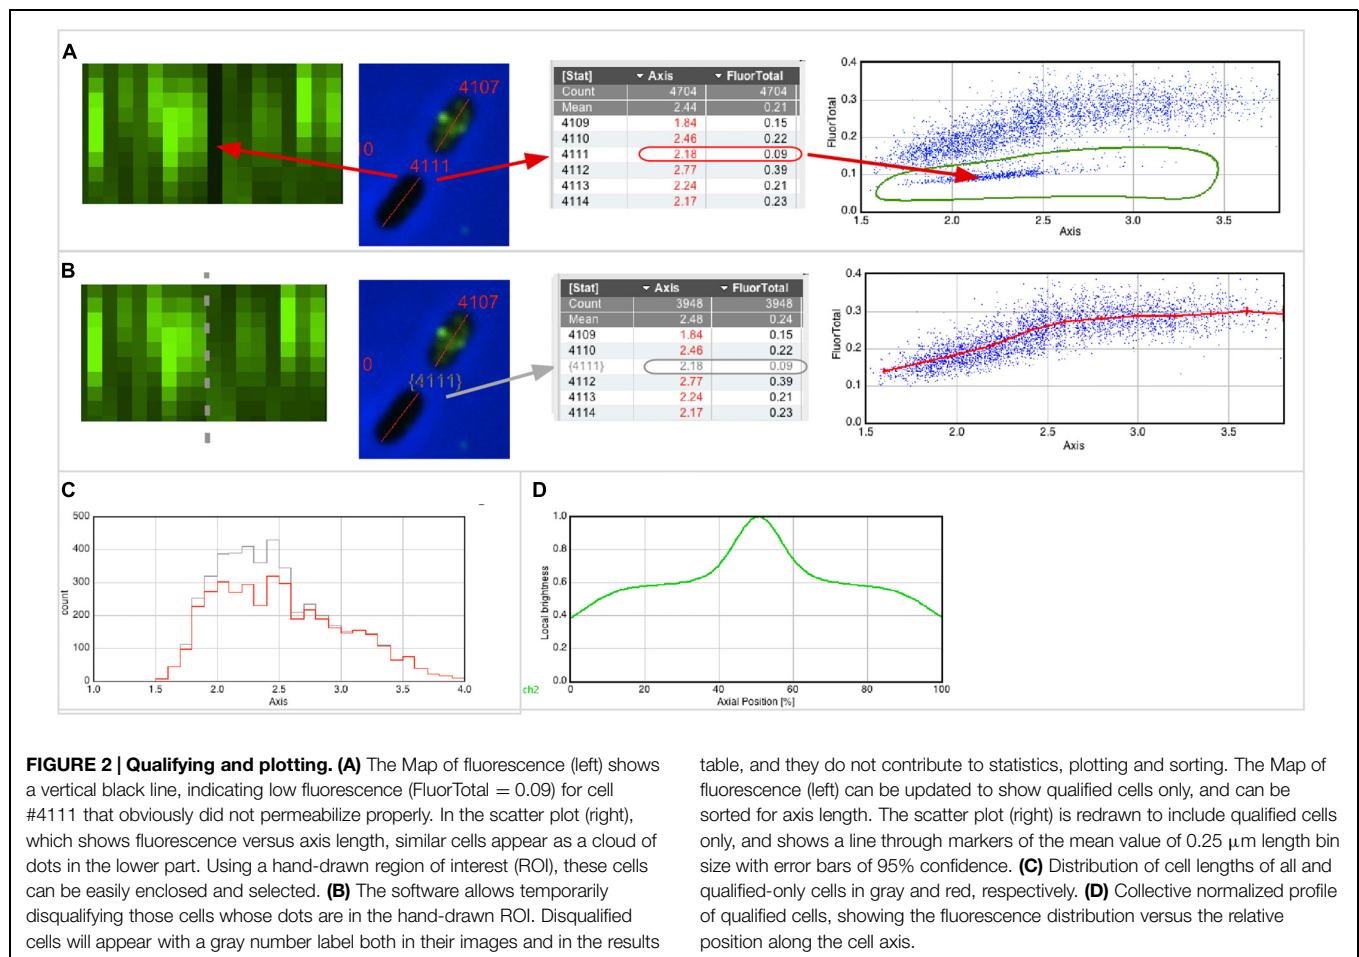 A
4107
10
4111
[Stat] Axis FluorTotal
Count 4704 4704
Mean 2.44 0.21
4109 1.84 0.15
4110 2.46 0.22
4111 2.18 0.09
4112 2.77 0.39
4113 2.24 0.21
4114 2.17 0.23
FluorTotal
0.4
0.3
0.2
0.1
0.0
1.5 2.0 2.5 3.0 3.5
Axis
B
4107
0
{4111}
[Stat] Axis FluorTotal
Count 3948 3948
Mean 2.48 0.24
4109 1.84 0.15
4110 2.46 0.22
{4111} 2.18 0.09
4112 2.77 0.39
4113 2.24 0.21
4114 2.17 0.23
FluorTotal
0.4
0.3
0.2
0.1
0.0
1.5 2.0 2.5 3.0 3.5
Axis
C
count
500
400
300
200
100
0
1.0 1.5 2.0 2.5 3.0 3.5 4.0
Axis
D
Local brightness
1.0
0.8
0.6
0.4
0.2
0.0
ch2
0 20 40 60 80 100
Axial Position [%]
FIGURE 2 | Qualifying and plotting. (A) The Map of fluorescence (left) shows
a vertical black line, indicating low fluorescence (FluorTotal = 0.09) for cell
#4111 that obviously did not permeabilize properly. In the scatter plot (right),
which shows fluorescence versus axis length, similar cells appear as a cloud of
dots in the lower part. Using a hand-drawn region of interest (ROI), these cells
can be easily enclosed and selected. (B) The software allows temporarily
disqualifying those cells whose dots are in the hand-drawn ROI. Disqualified
cells will appear with a gray number label both in their images and in the results
table, and they do not contribute to statistics, plotting and sorting. The Map of
fluorescence (left) can be updated to show qualified cells only, and can be
sorted for axis length. The scatter plot (right) is redrawn to include qualified cells
only, and shows a line through markers of the mean value of 0.25 μm length bin
size with error bars of 95% confidence. (C) Distribution of cell lengths of all and
qualified-only cells in gray and red, respectively. (D) Collective normalized profile
of qualified cells, showing the fluorescence distribution versus the relative
position along the cell axis.